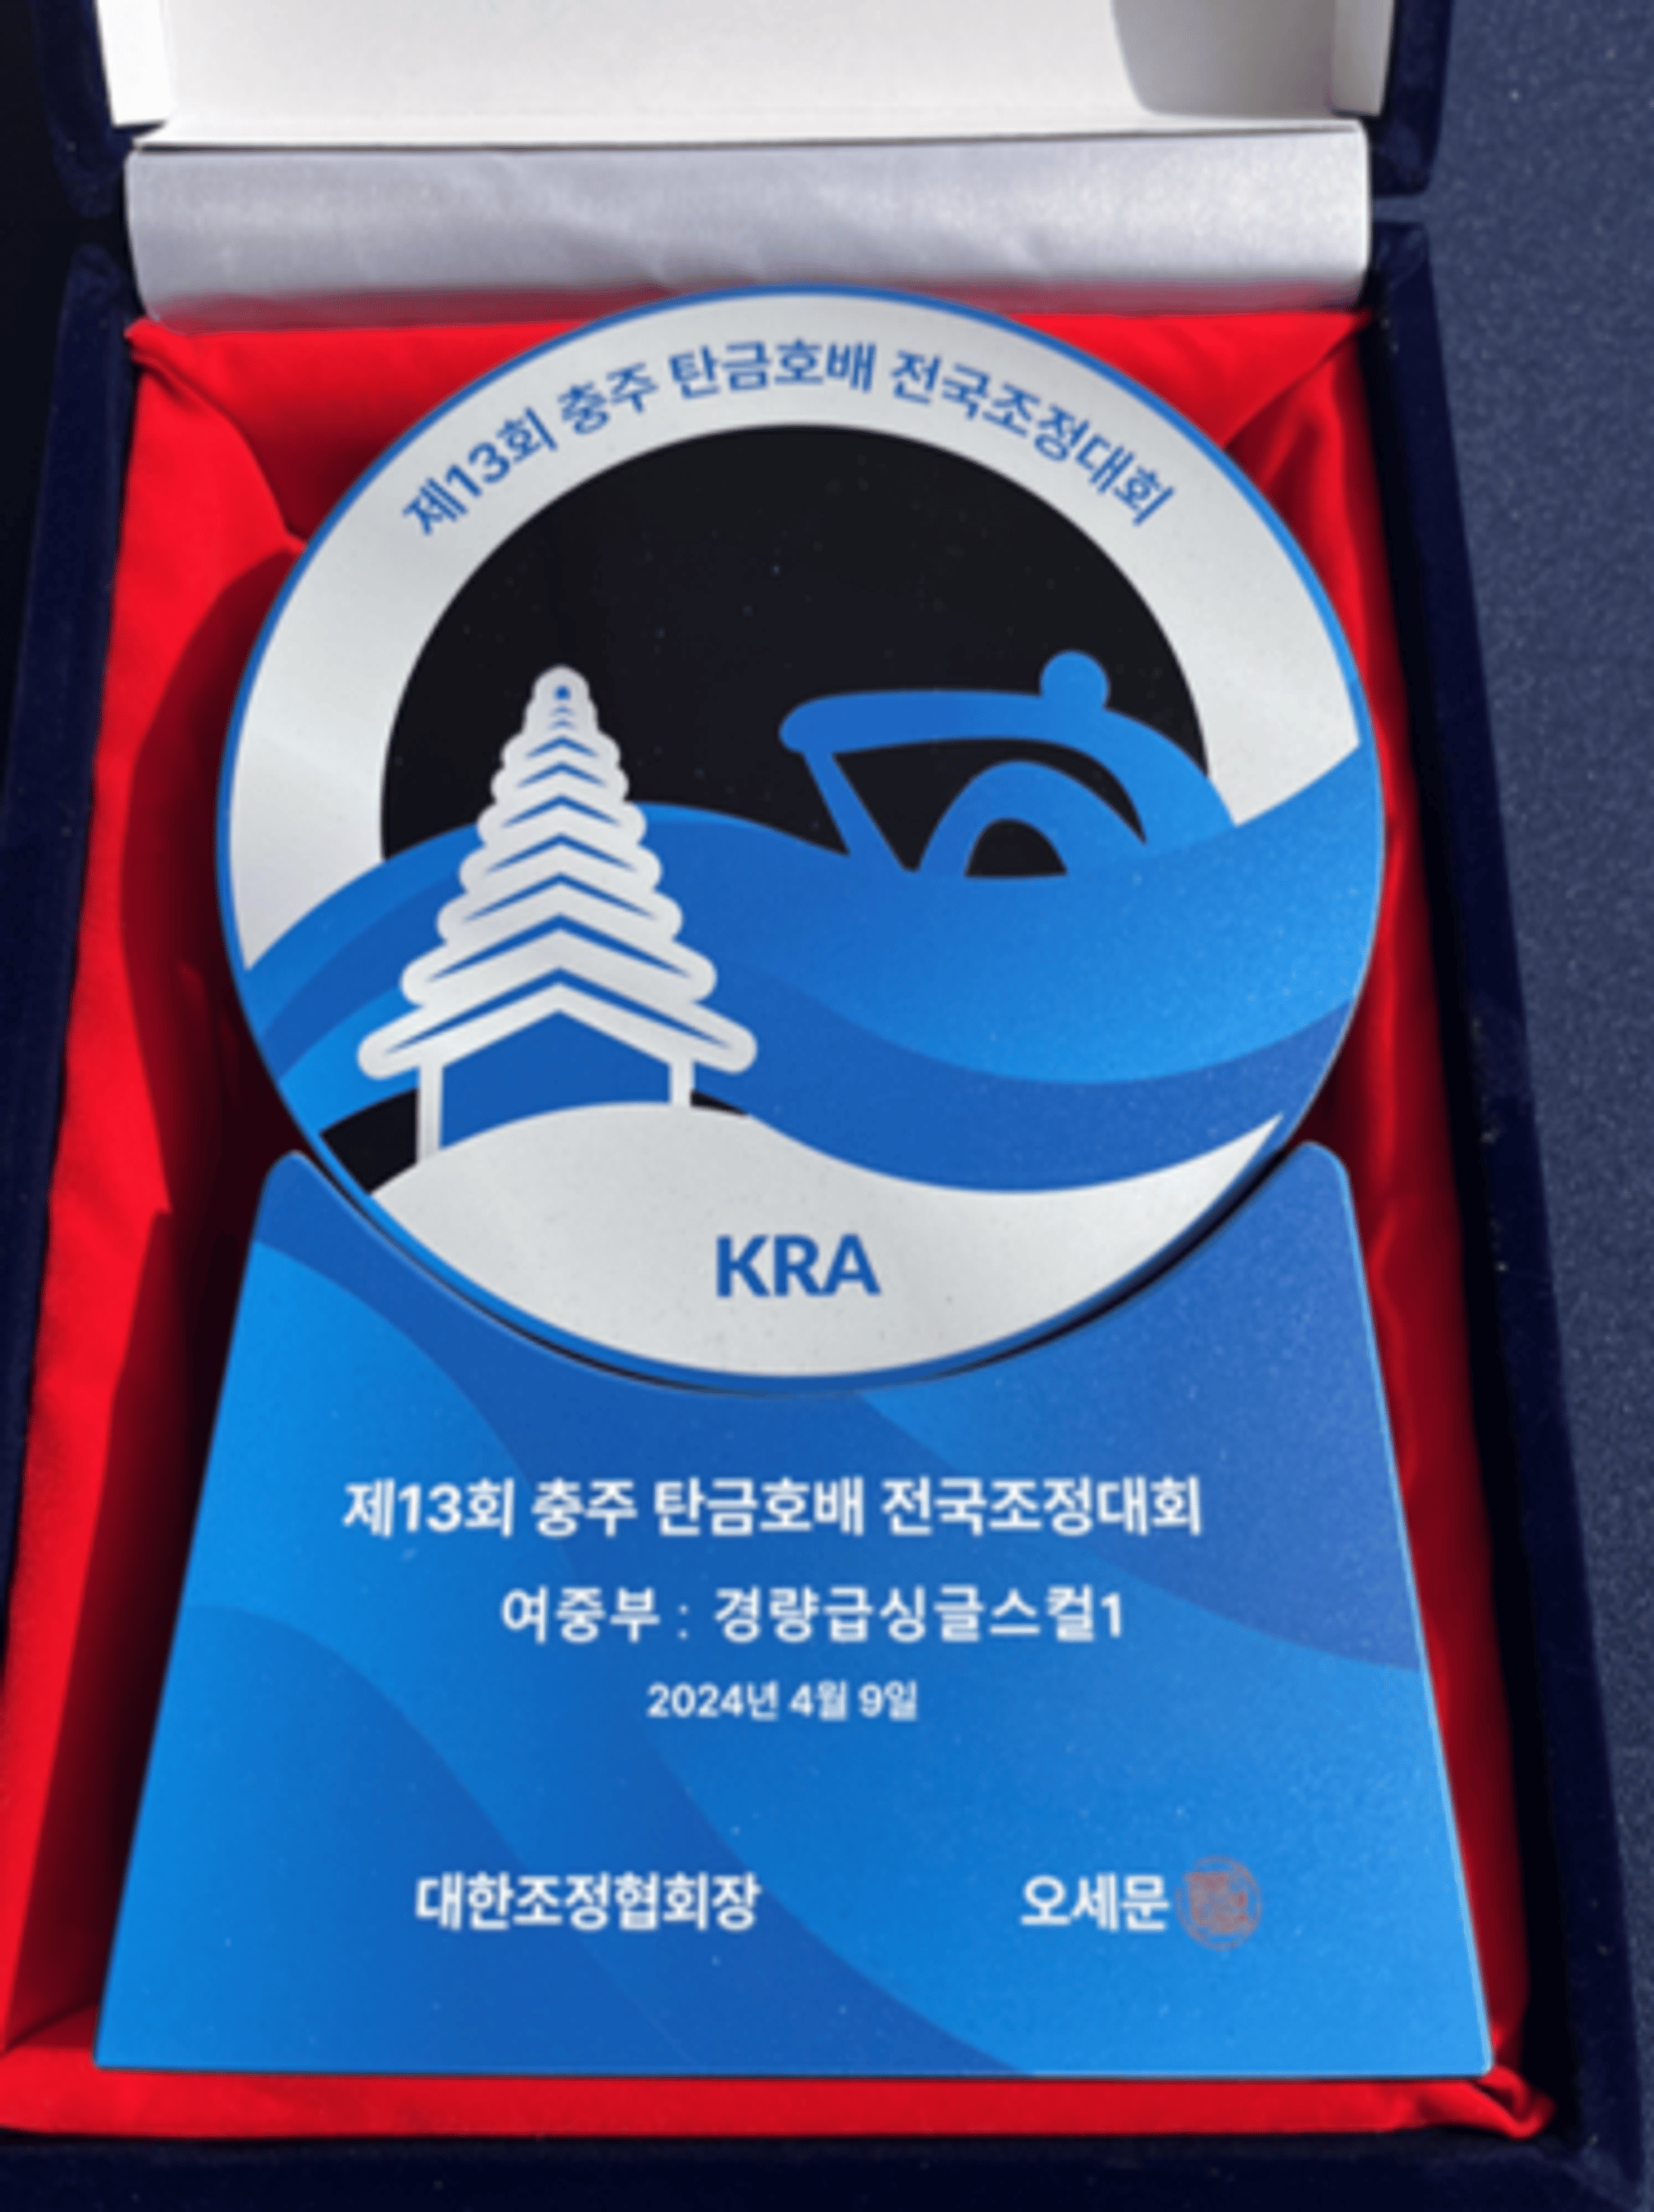 제13회 충주 탄금호배 전국조정대회
KRA
제13회 충주 탄금호배 전국조정대회
여중부 : 경량급싱글스컬1
2024년 4월 9일
대한조정협회장 오세문